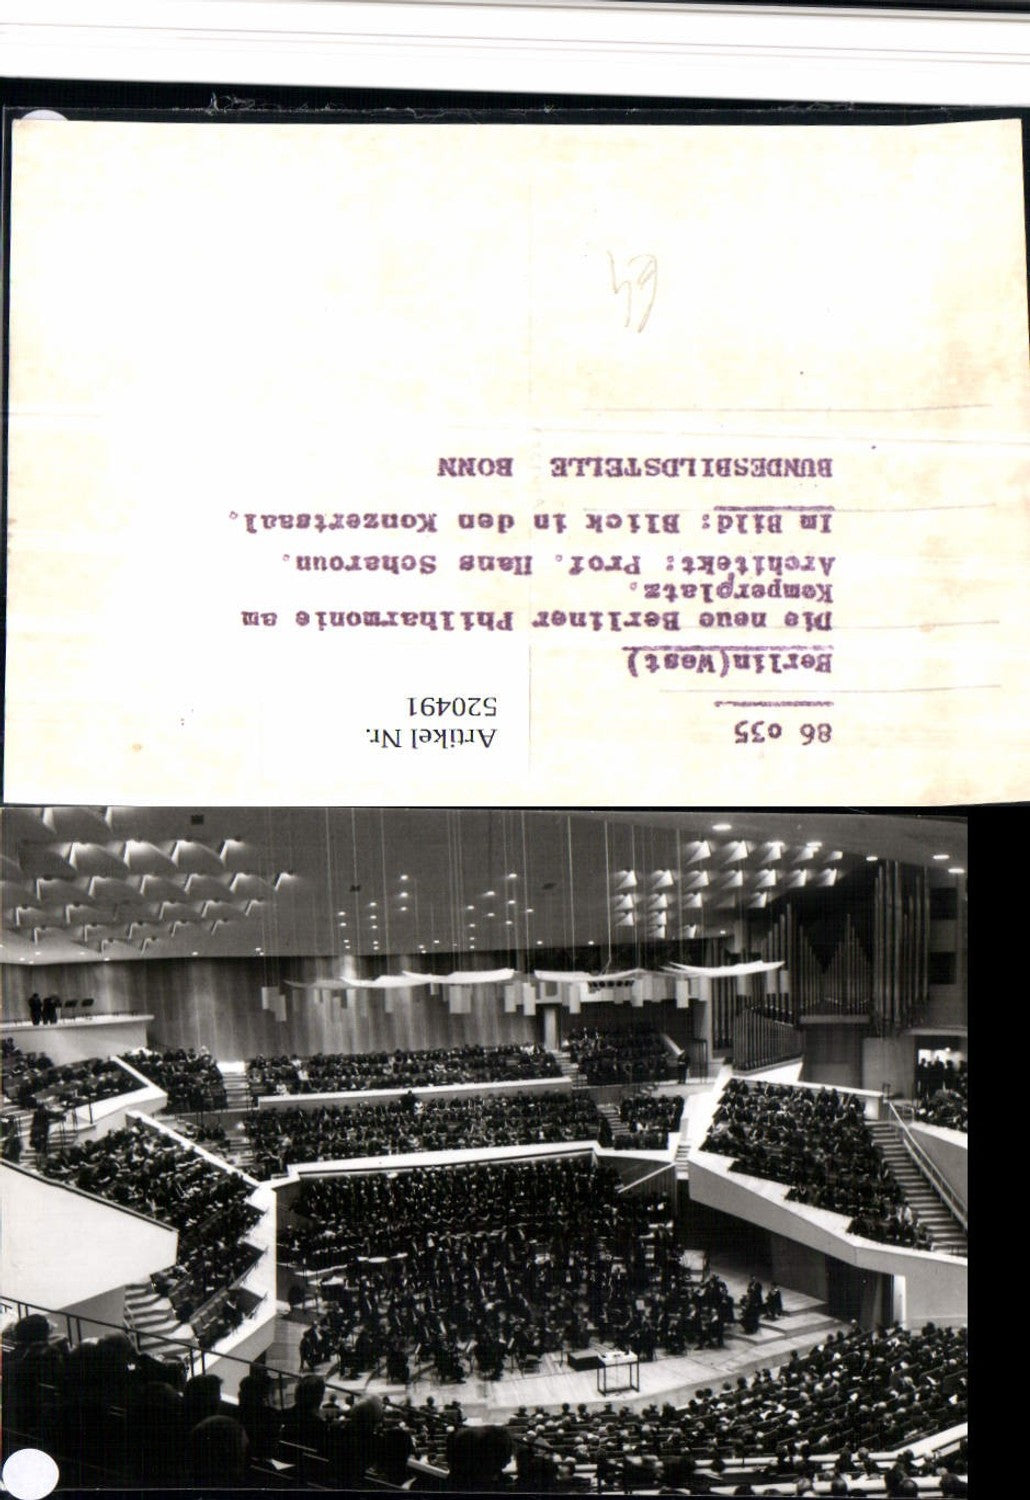 86 035
Berlin(West)
Die neue Berliner Philharmonie am
Kemperplatz.
Architekt: Prof. Hans Scharoun.
Im Bild: Blick in den Konzertsaal.
BUNDESBILDSTELLE BONN
Artikel Nr.
520491